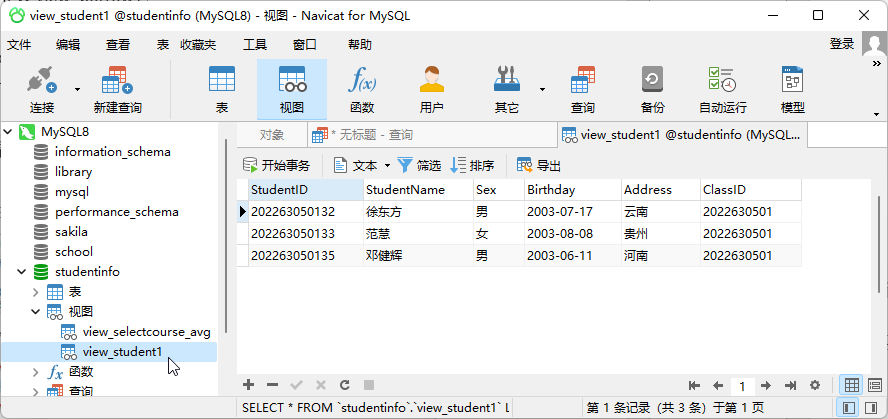 view_student1 @studentinfo (MySQL8) - 视图 - Navicat for MySQL
文件 编辑 查看 表 收藏夹 工具 窗口 帮助 登录
连接 新建查询 表 视图 函数 用户 其它 查询 备份 自动运行 模型
MySQL8
information_schema
library
mysql
performance_schema
sakila
school
studentinfo
表
视图
view_selectcourse_avg
view_student1
函数
查询
对象 * 无标题 - 查询 view_student1 @studentinfo (MySQL...
开始事务 文本 筛选 排序 导出
StudentID StudentName Sex Birthday Address ClassID
202263050132 徐东方 男 2003-07-17 云南 2022630501
202263050133 范慧 女 2003-08-08 贵州 2022630501
202263050135 邓健辉 男 2003-06-11 河南 2022630501
1
SELECT * FROM `studentinfo`.`view_student1` L 第 1 条记录 (共 3 条) 于第 1 页